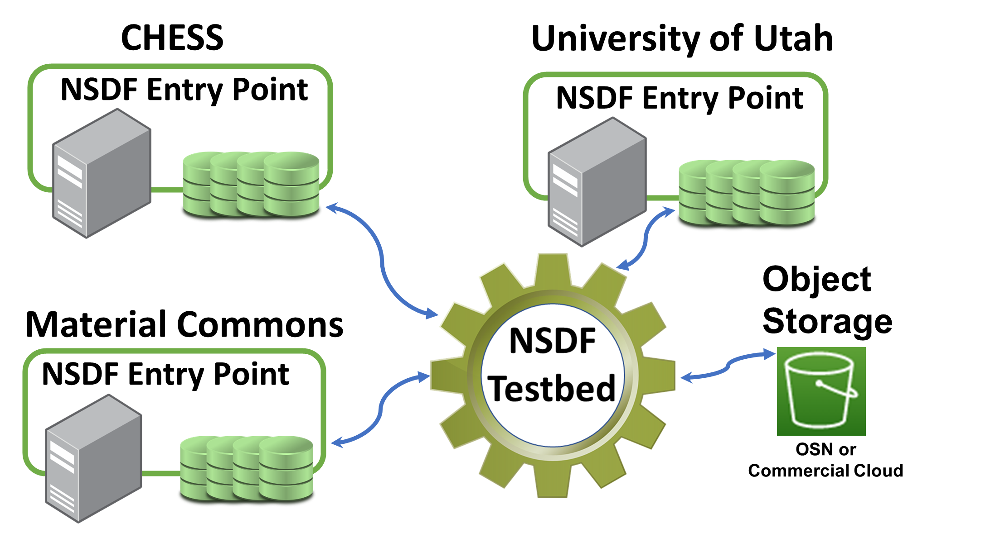 CHESS
NSDF Entry Point
University of Utah
NSDF Entry Point
Material Commons
NSDF Entry Point
NSDF
Testbed
Object
Storage
OSN or
Commercial Cloud